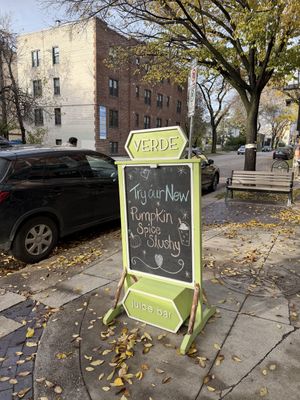 VERDE
Try Our New
Pumpkin
Spice
Slushy
juice bar